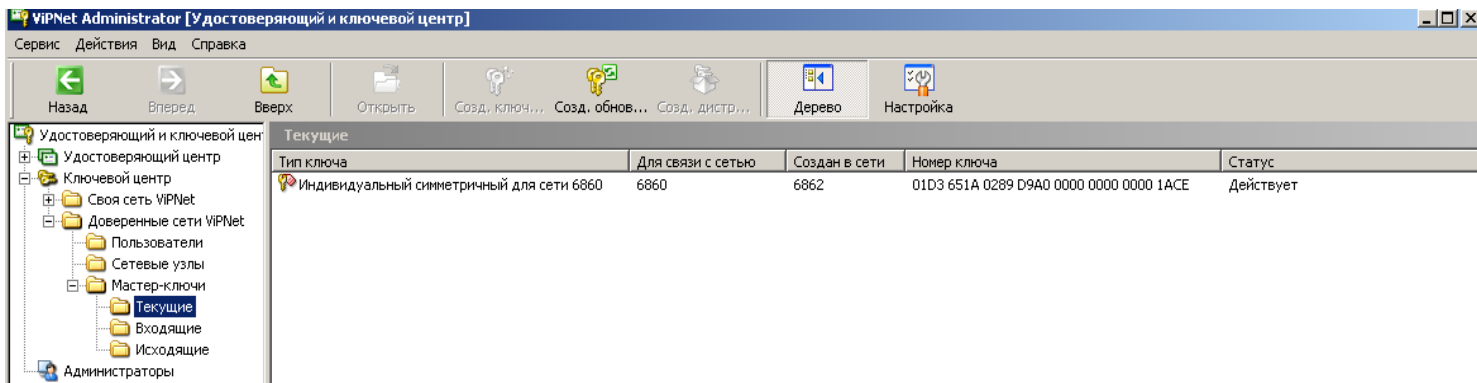 ViPNet Administrator [Удостоверяющий и ключевой центр]
Сервис Действия Вид Справка
Назад Вперед Вверх Открыть Созд. ключ... Созд. обнов... Созд. дистр... Дерево Настройка
Удостоверяющий и ключевой цен
Удостоверяющий центр
Ключевой центр
Своя сеть ViPNet
Доверенные сети ViPNet
Пользователи
Сетевые узлы
Мастер-ключи
Текущие
Входящие
Исходящие
Администраторы
Текущие
Тип ключа Для связи с сетью Создан в сети Номер ключа Статус
Индивидуальный симметричный для сети 6860 6860 6862 01D3 651A 0289 D9A0 0000 0000 0000 1ACE Действует